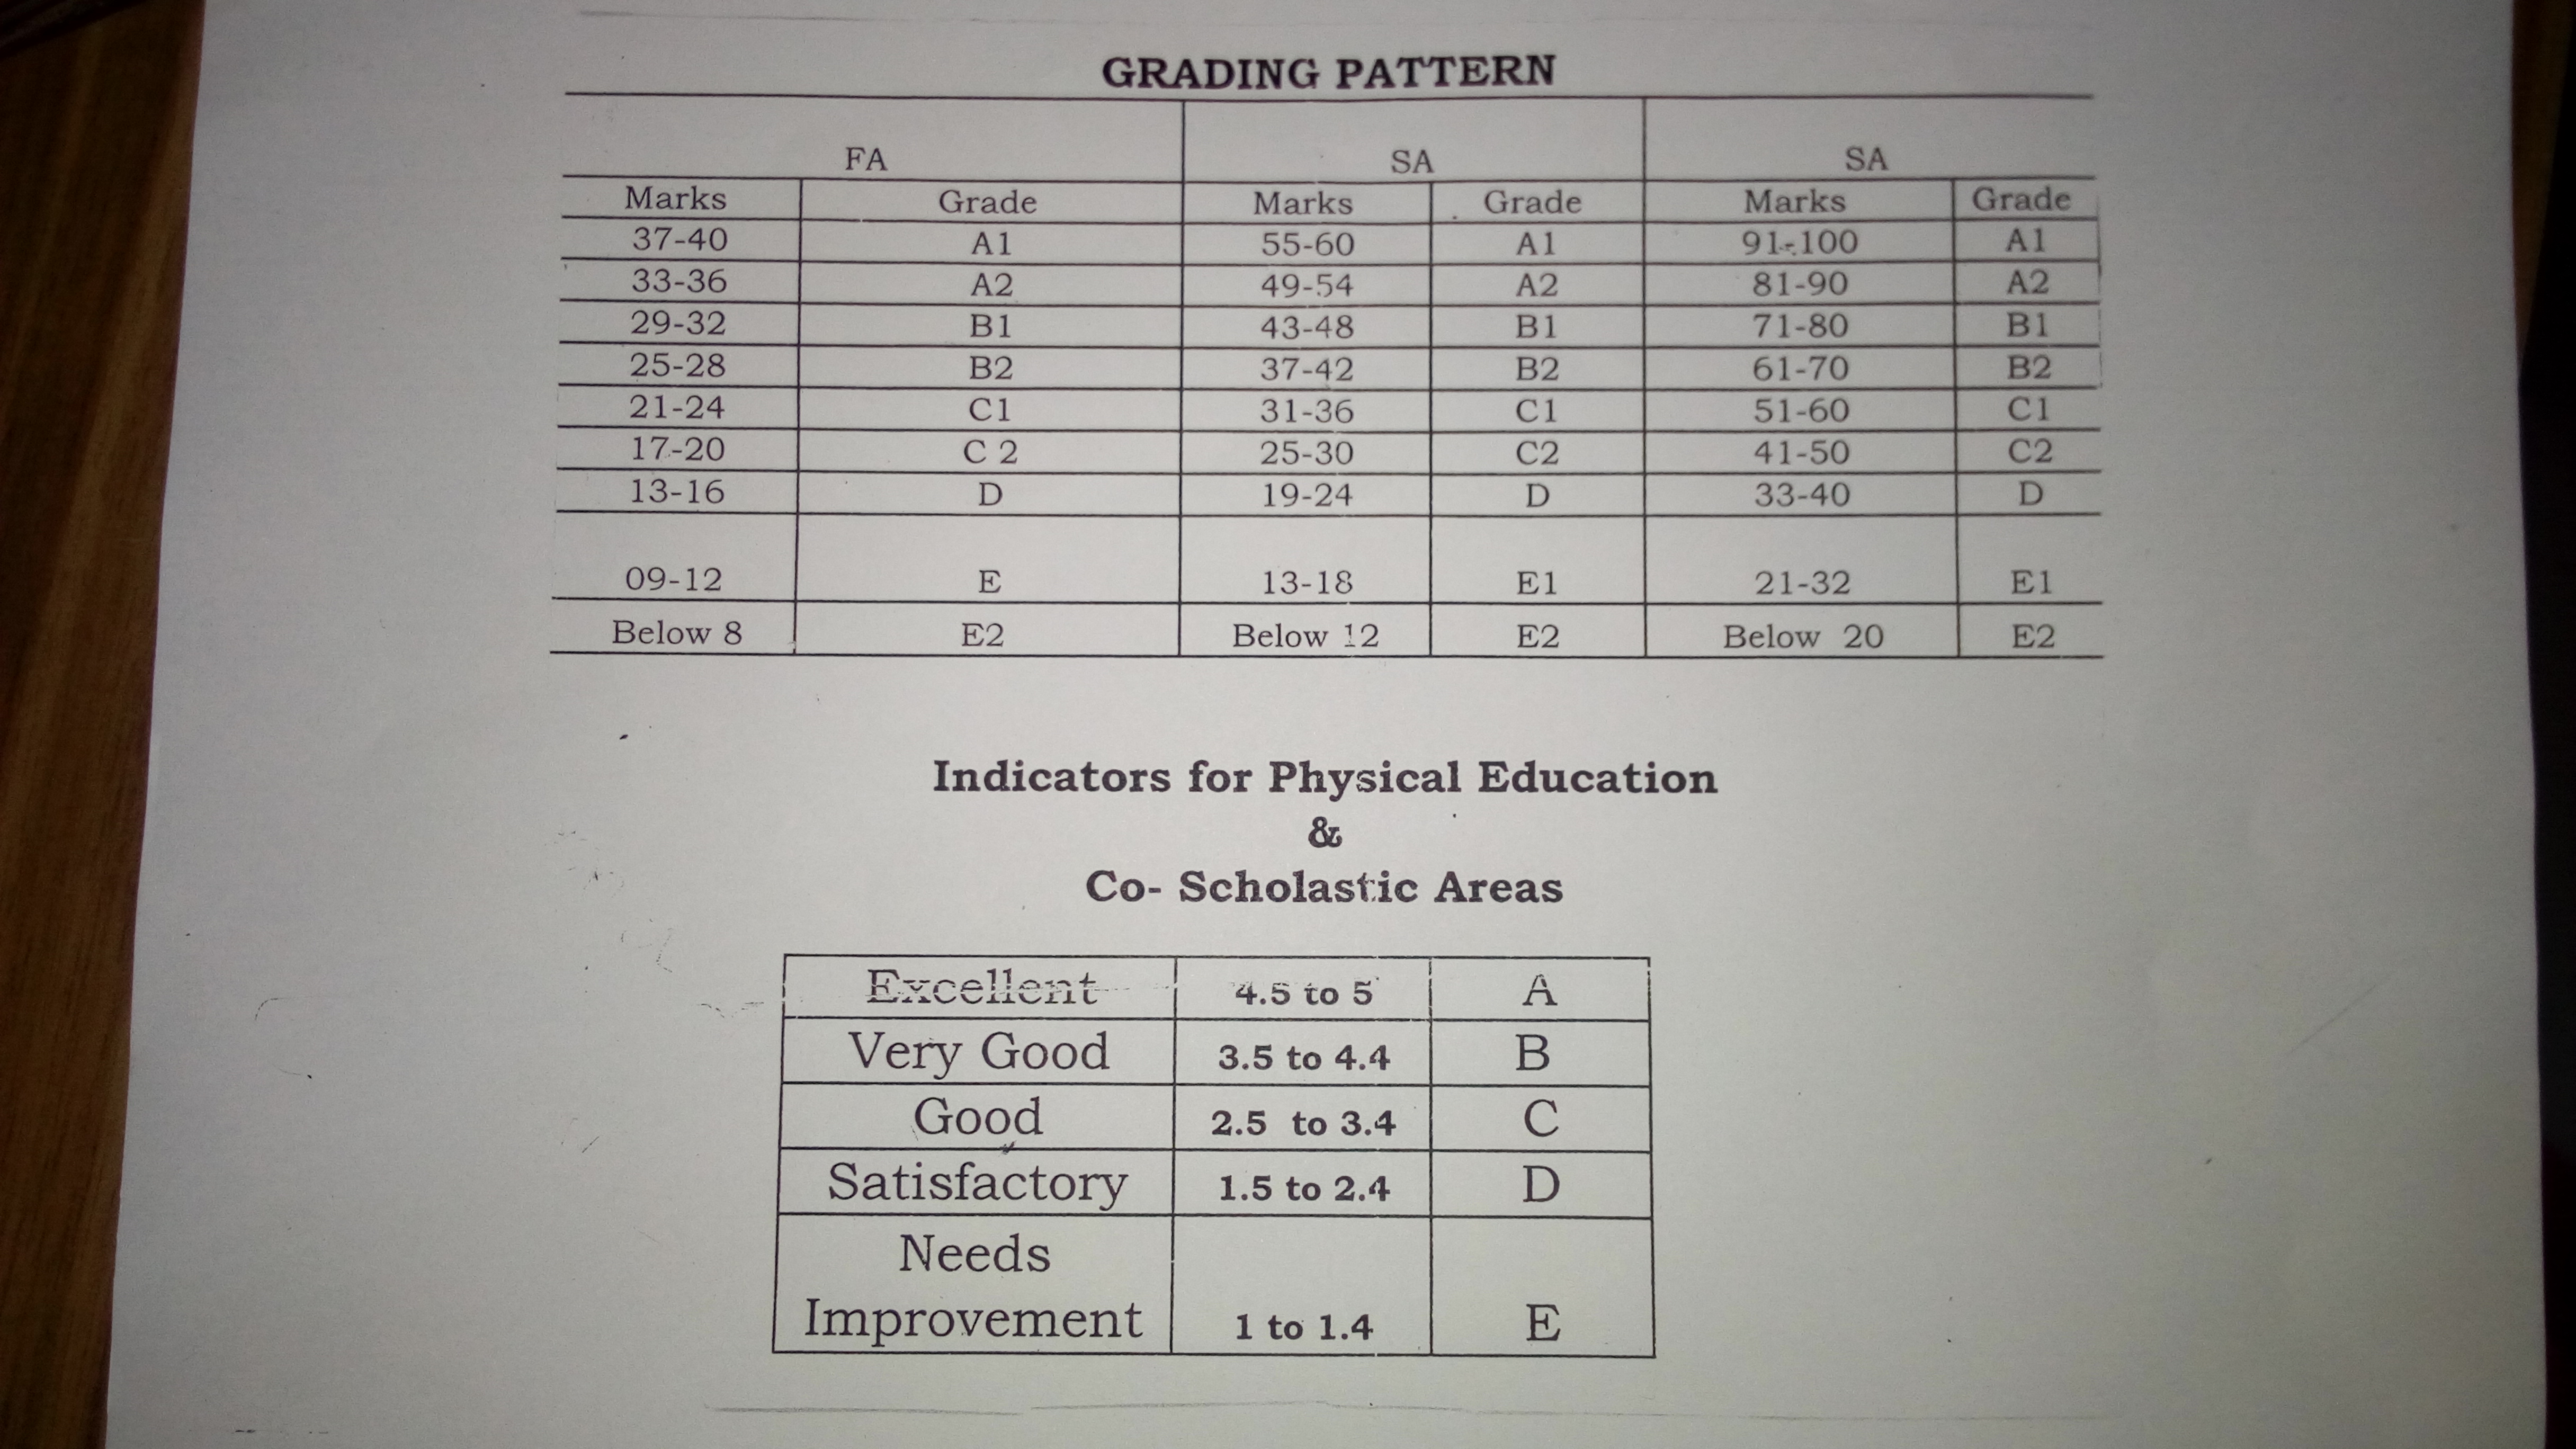 GRADING PATTERN
FA SA SA
Marks Grade Marks Grade Marks Grade
37-40 A1 55-60 A1 91-100 A1
33-36 A2 49-54 A2 81-90 A2
29-32 B1 43-48 B1 71-80 B1
25-28 B2 37-42 B2 61-70 B2
21-24 C1 31-36 C1 51-60 C1
17-20 C 2 25-30 C2 41-50 C2
13-16 D 19-24 D 33-40 D
09-12 E 13-18 E1 21-32 E1
Below 8 E2 Below 12 E2 Below 20 E2
Indicators for Physical Education
&
Co- Scholastic Areas
Excellent 4.5 to 5 A
Very Good 3.5 to 4.4 B
Good 2.5 to 3.4 C
Satisfactory 1.5 to 2.4 D
Needs
Improvement 1 to 1.4 E